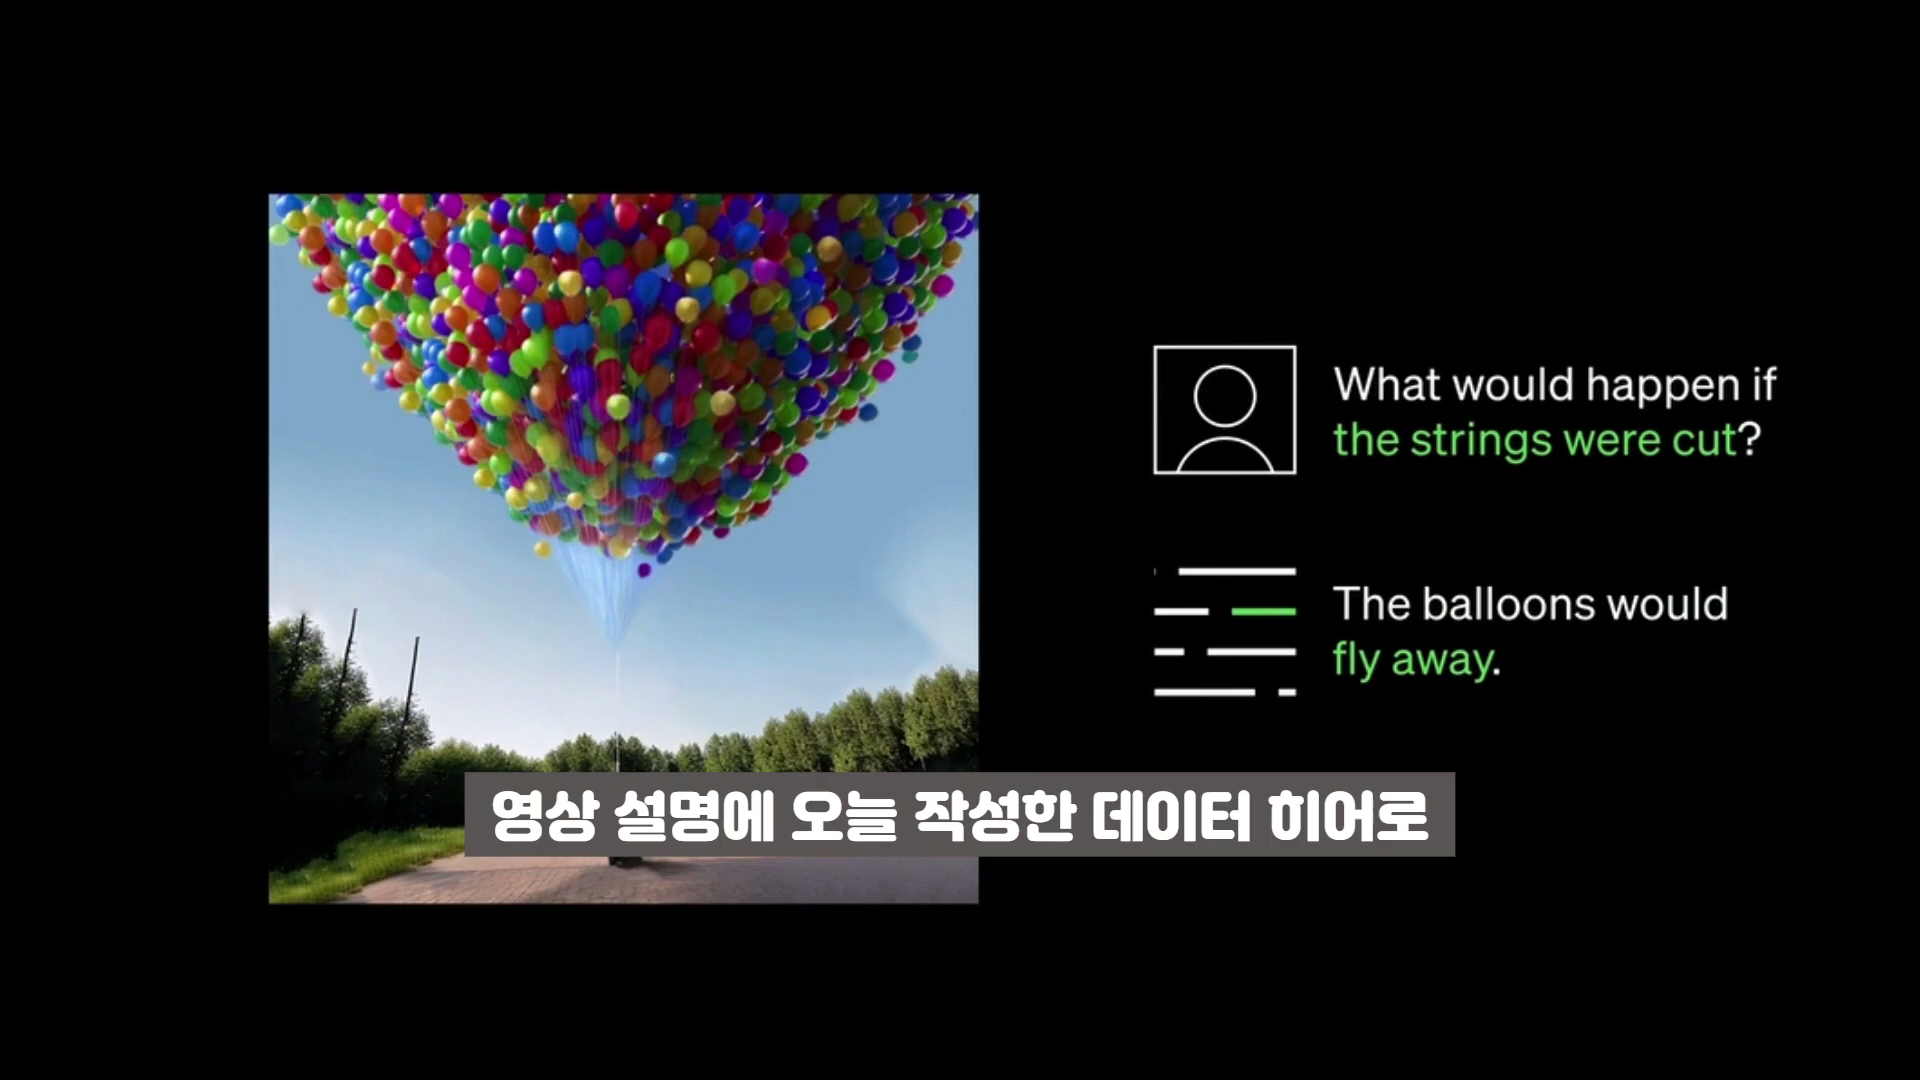 What would happen if
the strings were cut?
The balloons would
fly away.
영상 설명에 오늘 작성한 데이터 히어로